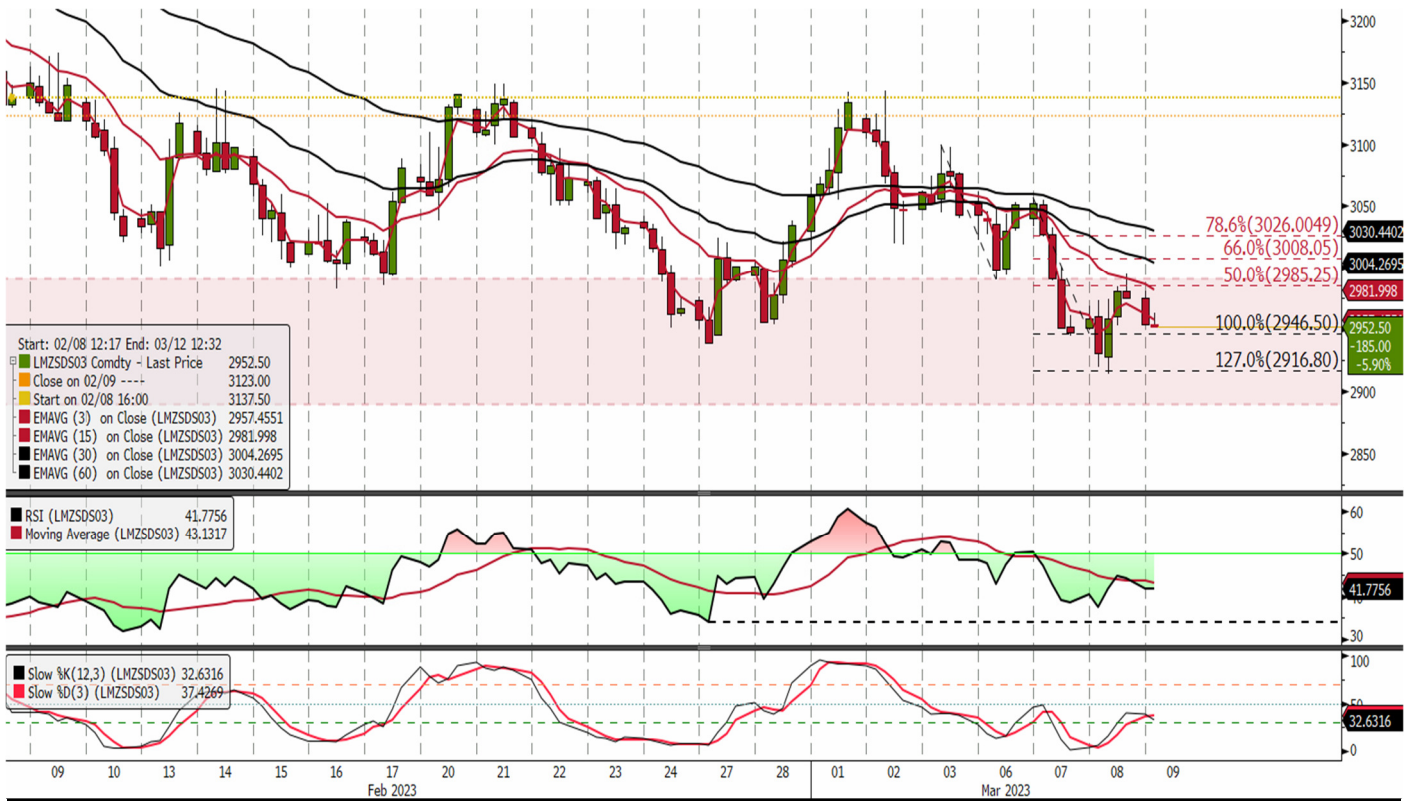 3200
3150
3100
3050
78.6%(3026.0049)
3030.4402
66.0%(3008.05)
3004.2695
50.0%(2985.25)
2981.998
100.0%(2946.50)
2952.50
-185.00
-5.90%
127.0%(2916.80)
2900
2850
Start: 02/08 12:17 End: 03/12 12:32
LMZSDS03 Comdty - Last Price 2952.50
Close on 02/09 ---- 3123.00
Start on 02/08 16:00 3137.50
EMAVG (3) on Close (LMZSDS03) 2957.4551
EMAVG (15) on Close (LMZSDS03) 2981.998
EMAVG (30) on Close (LMZSDS03) 3004.2695
EMAVG (60) on Close (LMZSDS03) 3030.4402
RSI (LMZSDS03) 41.7756
Moving Average (LMZSDS03) 43.1317
60
50
41.7756
30
Slow %K(12,3) (LMZSDS03) 32.6316
Slow %D(3) (LMZSDS03) 37.4269
100
50
32.6316
0
09 10 13 14 15 16 17 20 21 22 23 24 27 28 01 02 03 06 07 08 09
Feb 2023 Mar 2023